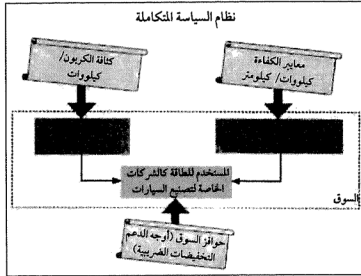 نظام السياسة المتكاملة
معايير الكفاءة
كيلووات/ كيلومتر
كثافة الكربون/
كيلووات
للمستخدم للطاقة كالشركات
الخاصة لتصنيع السيارات
السوق
حوافز السوق (أوجه الدعم
التخفيضات الضريبية)